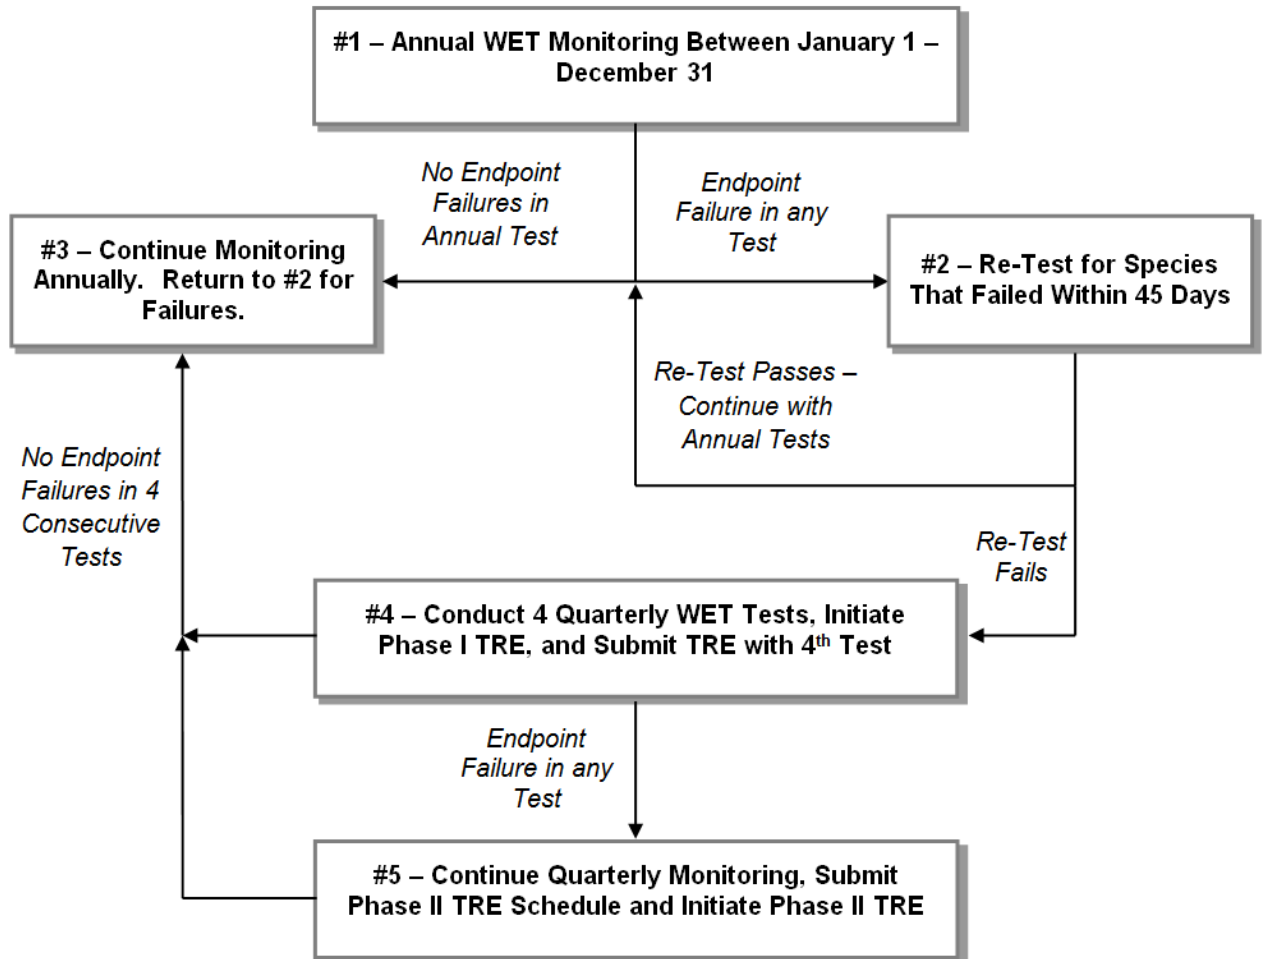 #1 – Annual WET Monitoring Between January 1 –
December 31
No Endpoint
Failures in
Annual Test
Endpoint
Failure in any
Test
#3 – Continue Monitoring
Annually. Return to #2 for
Failures.
#2 – Re-Test for Species
That Failed Within 45 Days
Re-Test Passes –
Continue with
Annual Tests
No Endpoint
Failures in 4
Consecutive
Tests
Re-Test
Fails
#4 – Conduct 4 Quarterly WET Tests, Initiate
Phase I TRE, and Submit TRE with 4th Test
Endpoint
Failure in any
Test
#5 – Continue Quarterly Monitoring, Submit
Phase II TRE Schedule and Initiate Phase II TRE